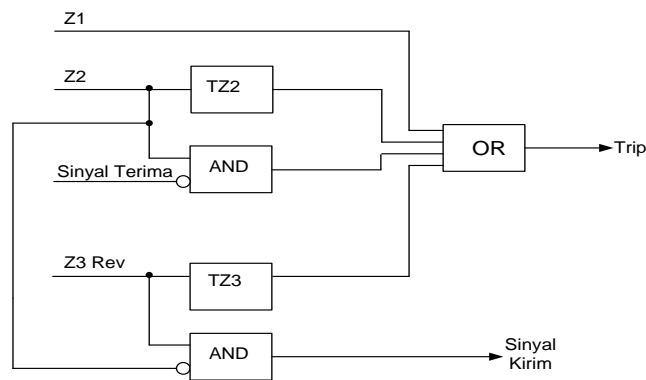 Z1
Z2
TZ2
AND
Sinyal Terima
OR
Trip
Z3 Rev
TZ3
AND
Sinyal
Kirim